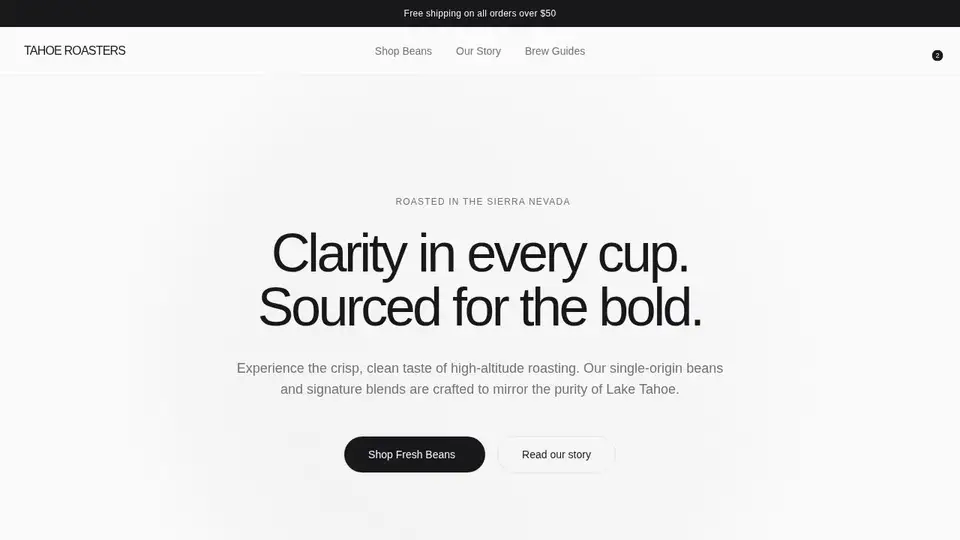 Free shipping on all orders over $50
TAHOE ROASTERS
Shop Beans
Our Story
Brew Guides
2
ROASTED IN THE SIERRA NEVADA
Clarity in every cup.
Sourced for the bold.
Experience the crisp, clean taste of high-altitude roasting. Our single-origin beans
and signature blends are crafted to mirror the purity of Lake Tahoe.
Shop Fresh Beans
Read our story